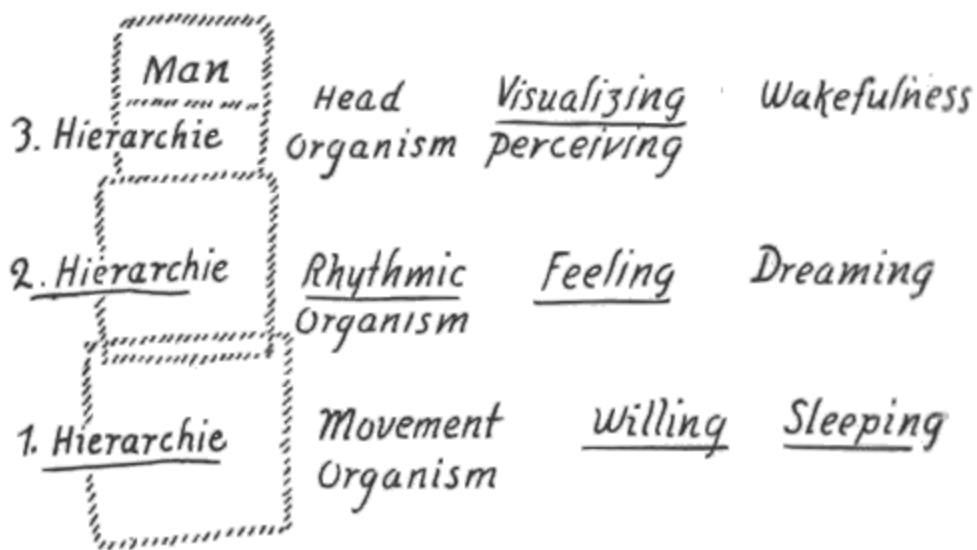 Man
3. Hierarchie
Head
Organism
Visualizing
perceiving
Wakefulness
2. Hierarchie
Rhythmic
Organism
Feeling
Dreaming
1. Hierarchie
Movement
Organism
Willing
Sleeping